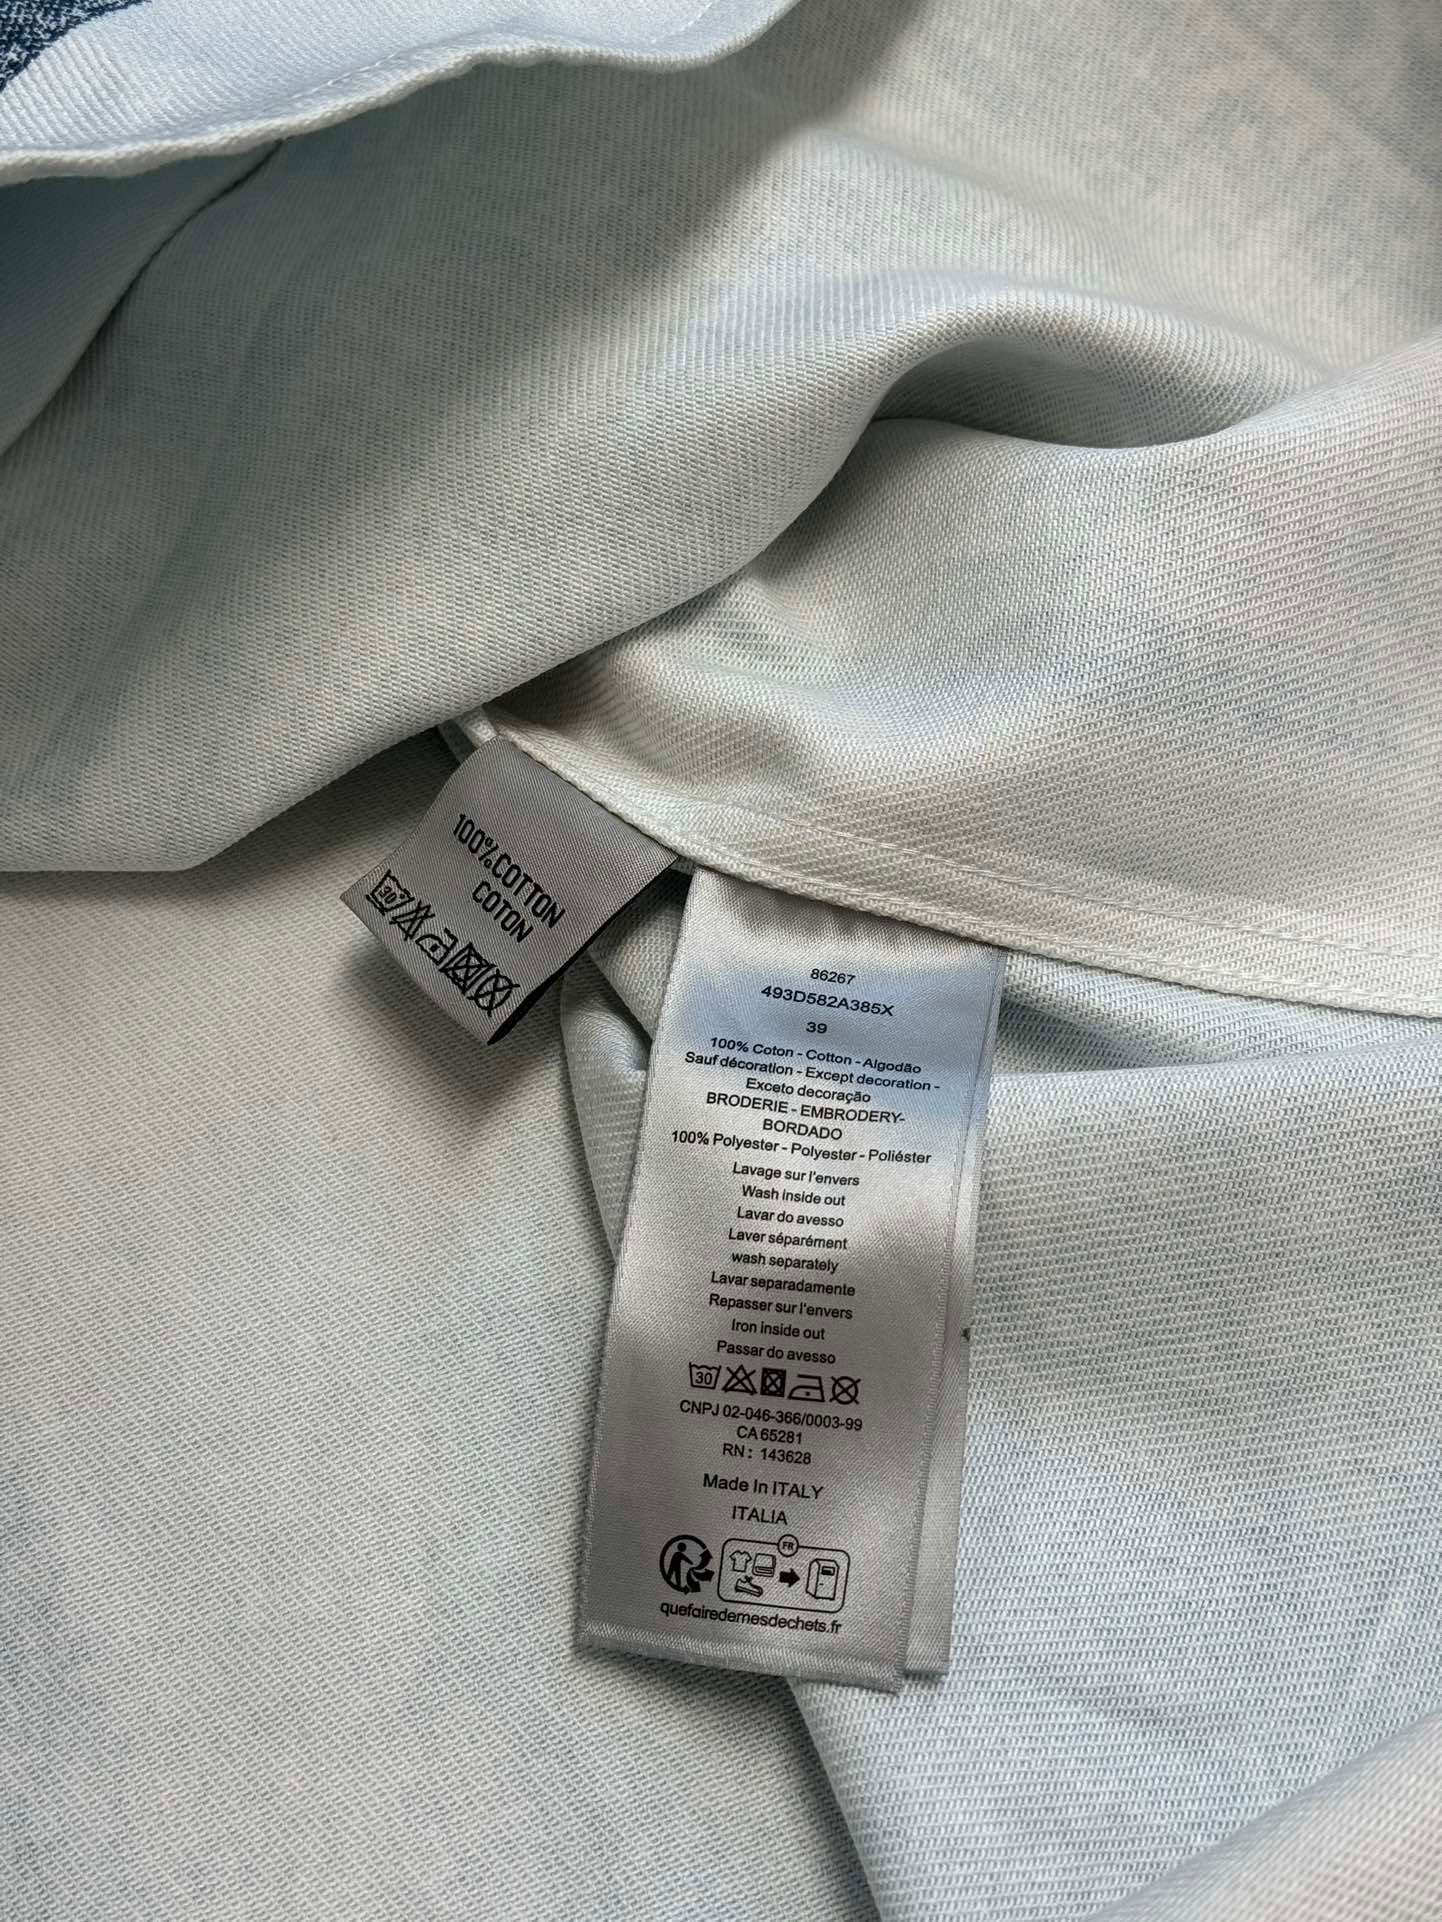 100%COTTON
COTON
30
86267
493D582A385X
39
100% Coton - Cotton - Algodão
Sauf décoration - Except decoration -
Exceto decoração
BRODERIE - EMBRODERY-
BORDADO
100% Polyester - Polyester - Poliéster
Lavage sur l'envers
Wash inside out
Lavar do avesso
Laver séparément
wash separately
Lavar separadamente
Repasser sur l'envers
Iron inside out
Passar do avesso
30
CNPJ 02-046-366/0003-99
CA 65281
RN : 143628
Made In ITALY
ITALIA
FR
quefairedemesdechets.fr